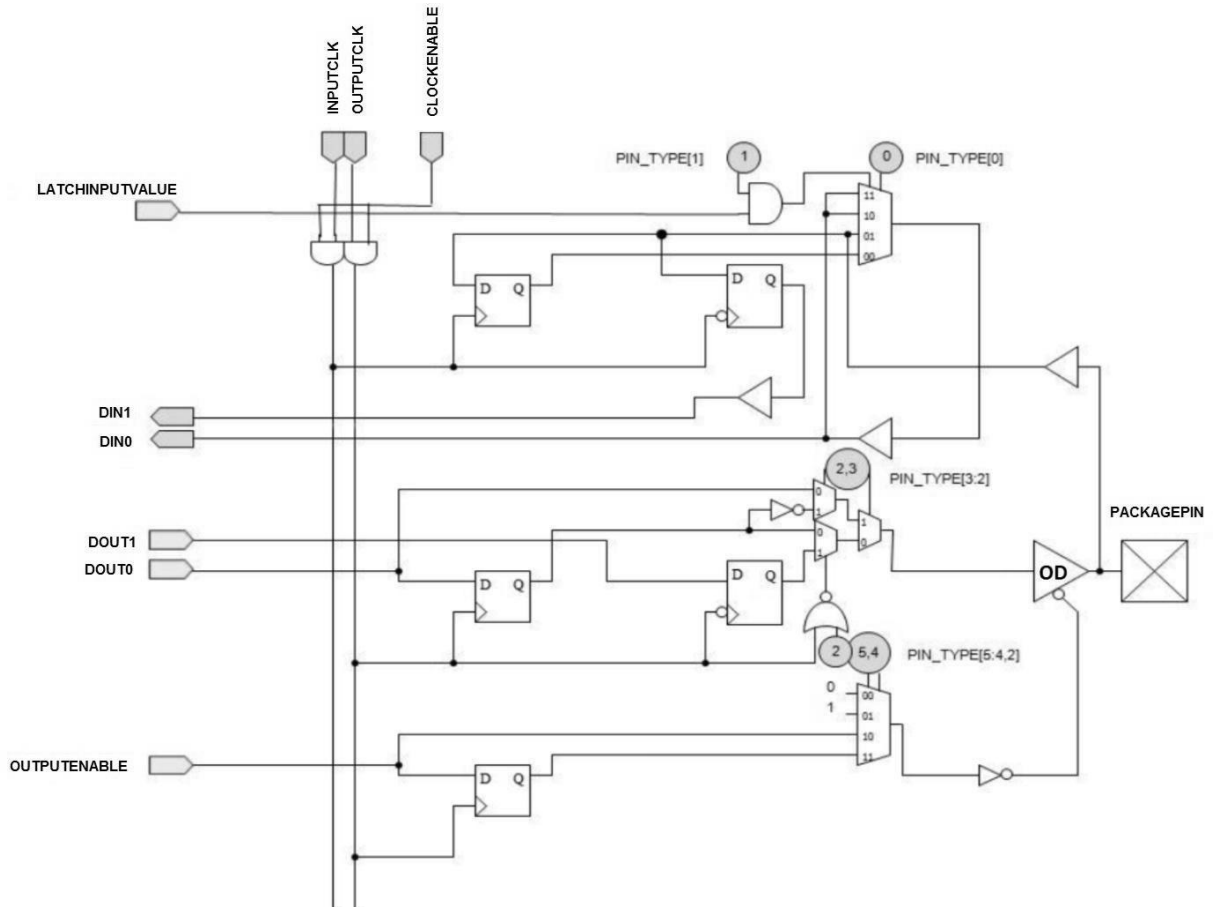 INPUTCLK
OUTPUTCLK
CLOCKENABLE
PIN_TYPE[1]
1
0
PIN_TYPE[0]
LATCHINPUTVALUE
11
10
01
00
D Q
D Q
DIN1
DIN0
2,3
PIN_TYPE[3:2]
0
1
0
1
1
0
PACKAGEPIN
DOUT1
DOUT0
D Q
D Q
OD
2
5,4
PIN_TYPE[5:4,2]
0
1
00
01
10
11
OUTPUTENABLE
D Q